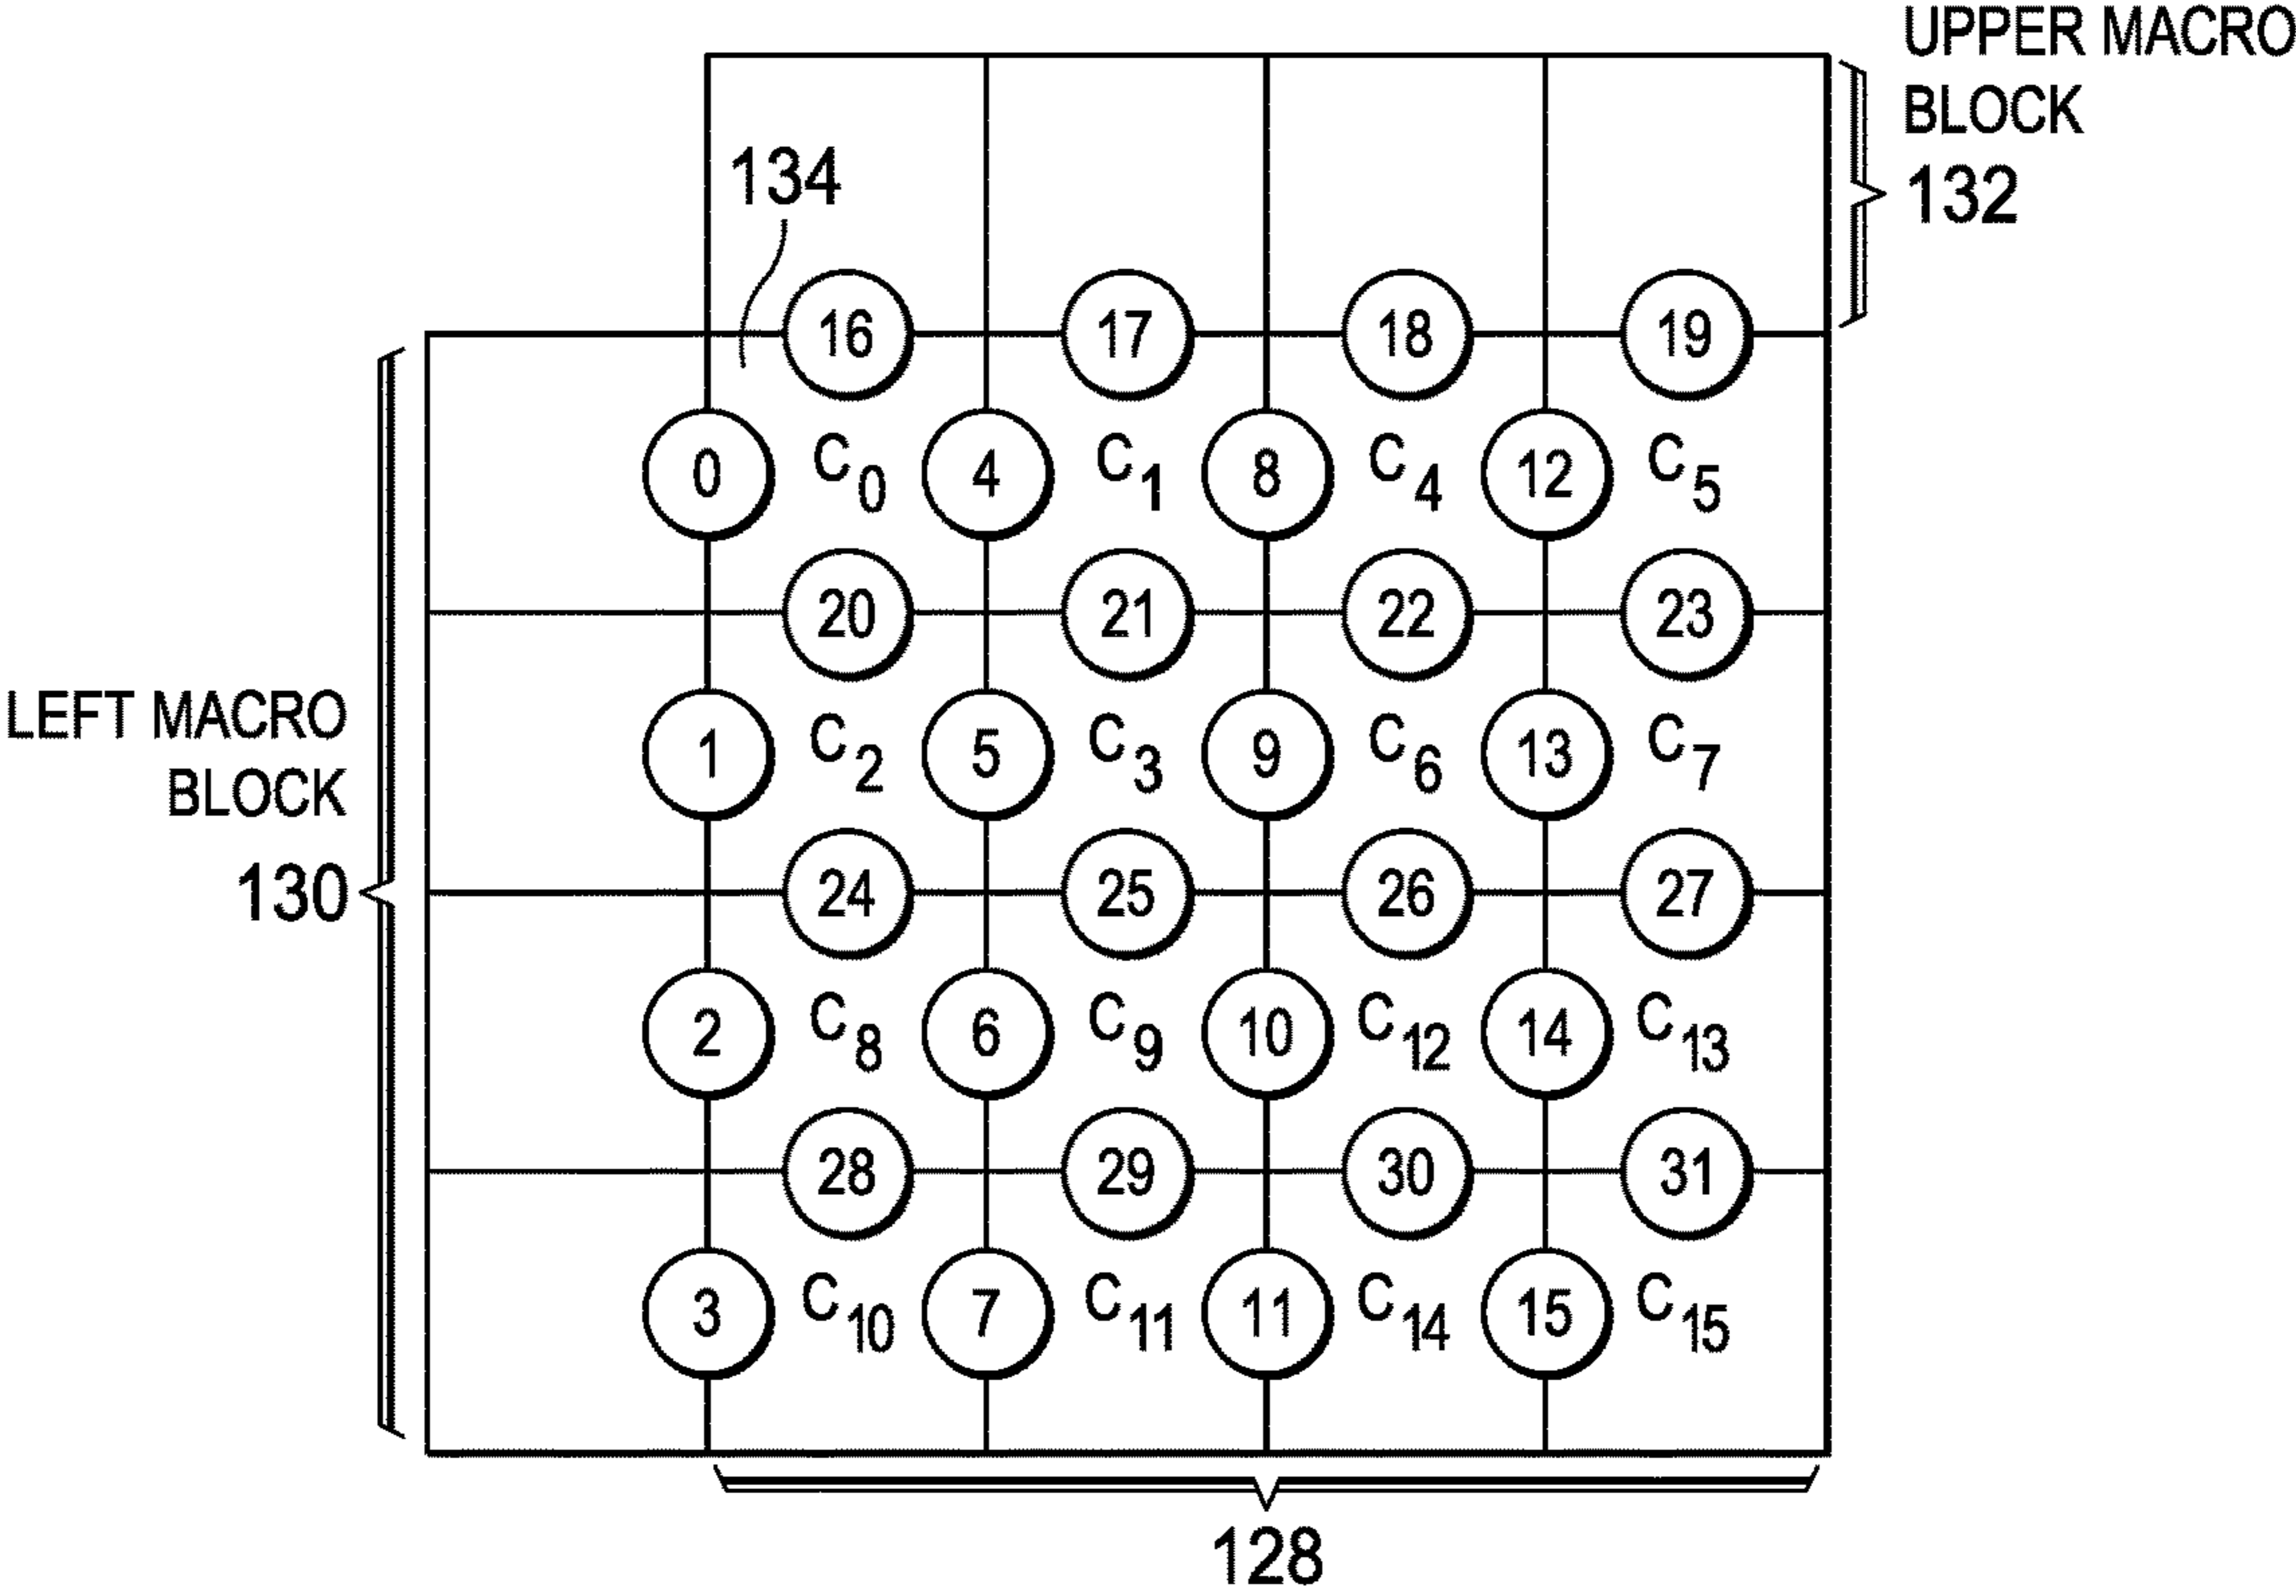 UPPER MACRO
BLOCK
132
134
16 17 18 19
0 C0 4 C1 8 C4 12 C5
20 21 22 23
LEFT MACRO
BLOCK
130
1 C2 5 C3 9 C6 13 C7
24 25 26 27
2 C8 6 C9 10 C12 14 C13
28 29 30 31
3 C10 7 C11 11 C14 15 C15
128